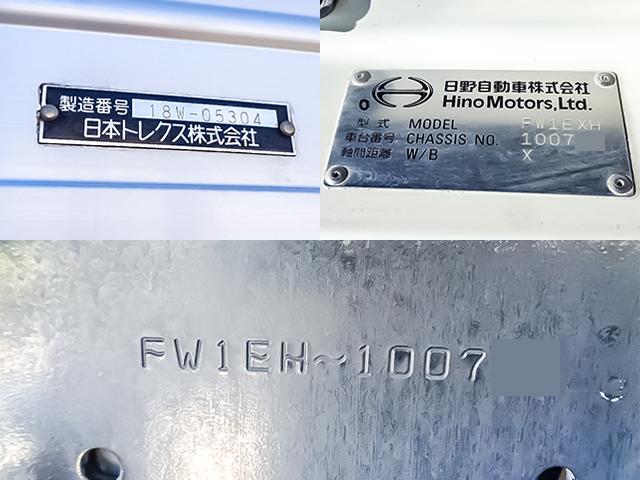 製造番号 18W-05304
日本トレクス株式会社
日野自動車株式会社
Hino Motors, Ltd.
型式 MODEL FW1EXH
車台番号 CHASSIS NO. 1007
軸間距離 W/B X
FW1EH~1007